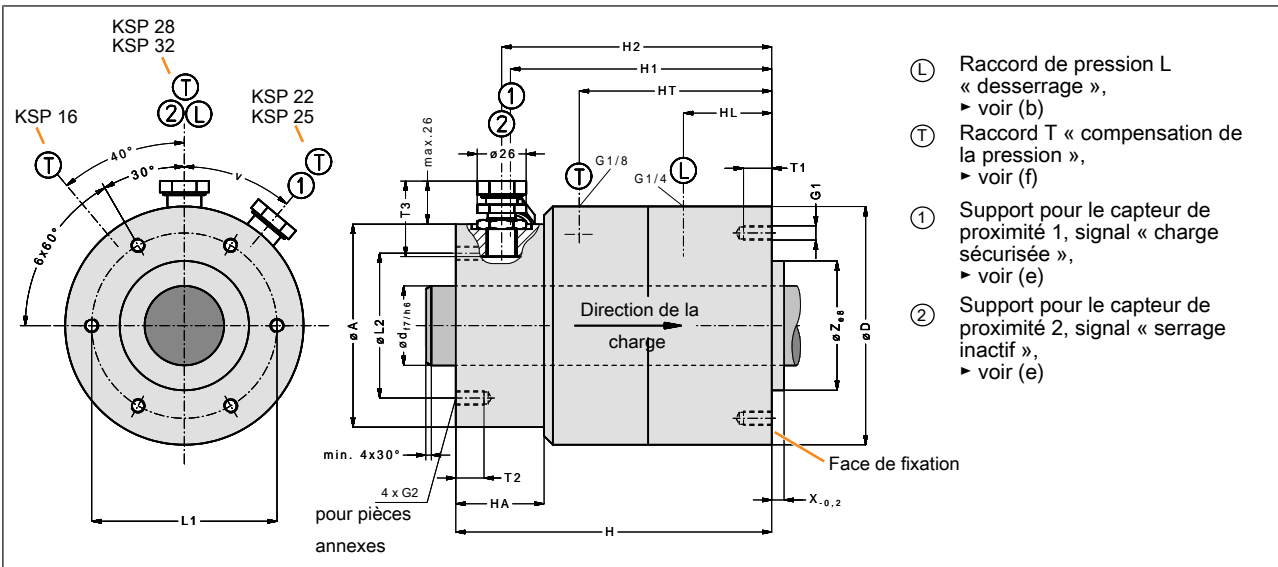 KSP 28
KSP 32
T
2 L
KSP 22
KSP 25
T
1
KSP 16
T
40°
30°
v
6x60°
L1
H2
H1
HT
HL
1
2
max.26
ø26
T3
G1/8
G1/4
T
L
T1
G1
øA
øL2
ød f7/h6
Direction de la
charge
øZ e8
øD
min. 4x30°
T2
4 x G2
HA
H
X -0,2
Face de fixation
pour pièces
annexes
L Raccord de pression L
« desserrage »,
► voir (b)
T Raccord T « compensation de
la pression »,
► voir (f)
1 Support pour le capteur de
proximité 1, signal « charge
sécurisée »,
► voir (e)
2 Support pour le capteur de
proximité 2, signal « serrage
inactif »,
► voir (e)